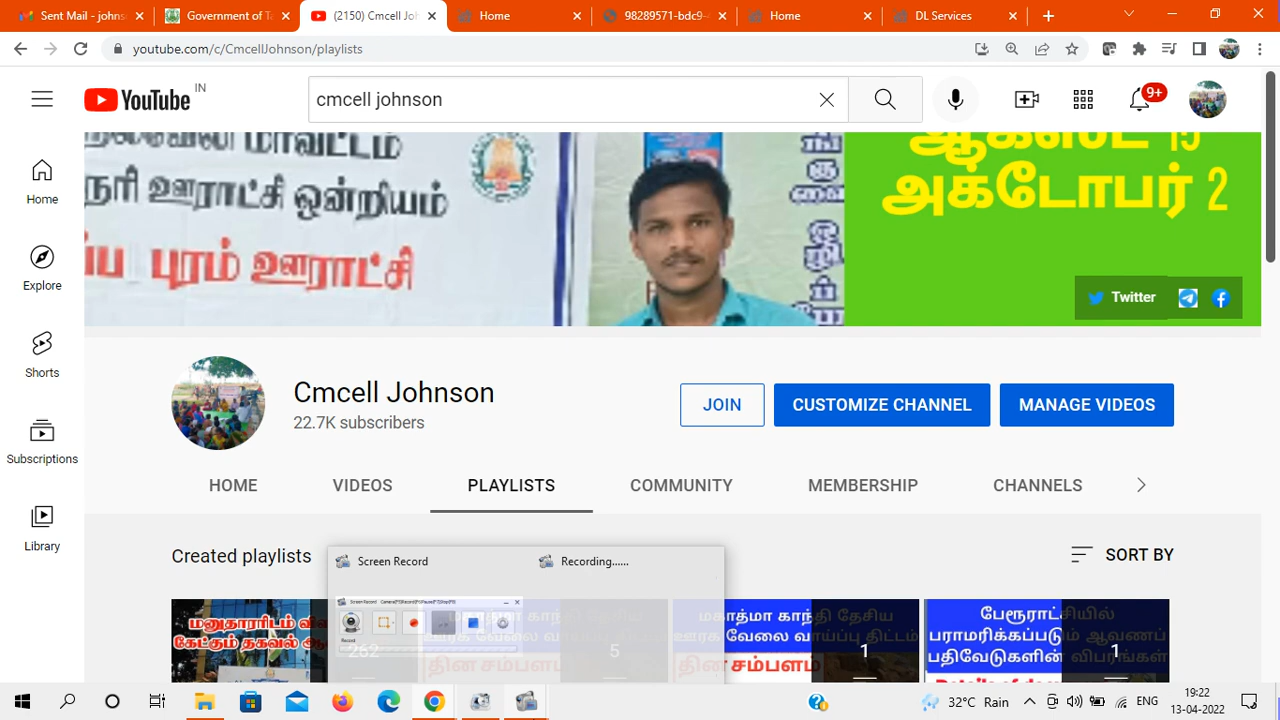 Sent Mail - johns
Government of Ta
(2150) Cmcell Joh
Home
98289571-bdc9-
Home
DL Services
youtube.com/c/CmcellJohnson/playlists
YouTube IN
cmcell johnson
9+
மாவட்டம்
ஊராட்சி ஒன்றியம்
புரம் ஊராட்சி
ஆகஸ்ட் 15
அக்டோபர் 2
Twitter
Home
Explore
Shorts
Subscriptions
Library
Cmcell Johnson
22.7K subscribers
JOIN
CUSTOMIZE CHANNEL
MANAGE VIDEOS
HOME
VIDEOS
PLAYLISTS
COMMUNITY
MEMBERSHIP
CHANNELS
Created playlists
SORT BY
Screen Record
Recording......
மனுதாரரிடம்
கேட்கும் தகவல்
262
5
மகாத்மா காந்தி தேசிய
ஊரக வேலை வாய்ப்பு திட்டம்
தின சம்பளம்
1
பேரூராட்சியில்
பராமரிக்கப்படும் ஆவணப்
பதிவேடுகளின் விபரங்கள்
1
32°C Rain
ENG
19:22
13-04-2022